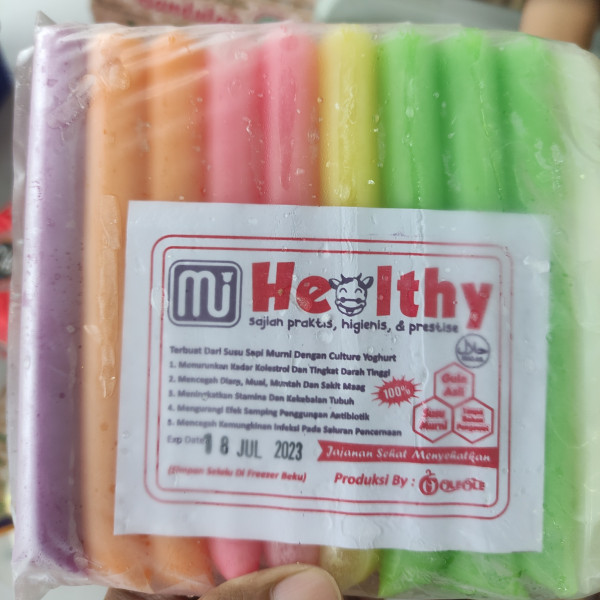 mi Healthy
sajian praktis, higienis, & prestise
Terbuat Dari Susu Sapi Murni Dengan Culture Yoghurt
1. Menurunkan Kadar Kolestrol Dan Tingkat Darah Tinggi
2. Mencegah Diare, Mual, Muntah Dan Sakit Maag
3. Meningkatkan Stamina Dan Kekebalan Tubuh
4. Mengurangi Efek Samping Penggunan Antibiotik
5. Mencegah Kemungkinan Infeksi Pada Saluran Pencernaan
100%
Gula Asli
Susu Murni
Exp Date 18 JUL 2023
Jajanan Sehat Menyehatkan
(Simpan Selalu Di Freezer Beku)
Produksi By :